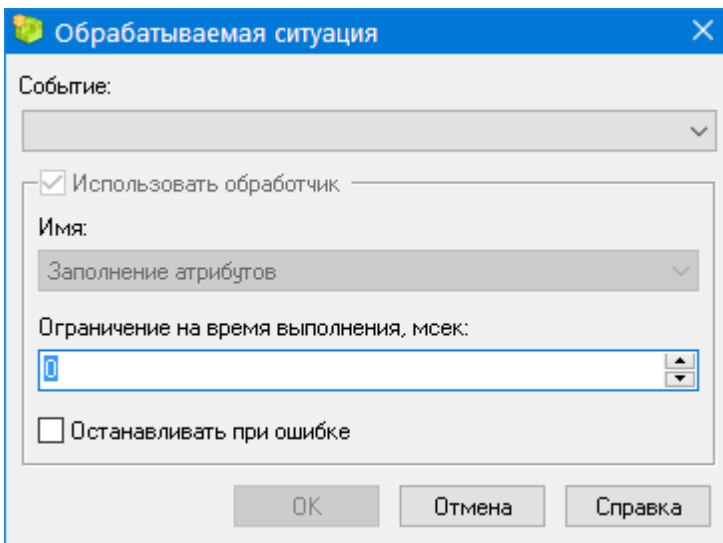 Обрабатываемая ситуация
Событие:
Использовать обработчик
Имя:
Заполнение атрибутов
Ограничение на время выполнения, мсек:
0
Останавливать при ошибке
OK Отмена Справка